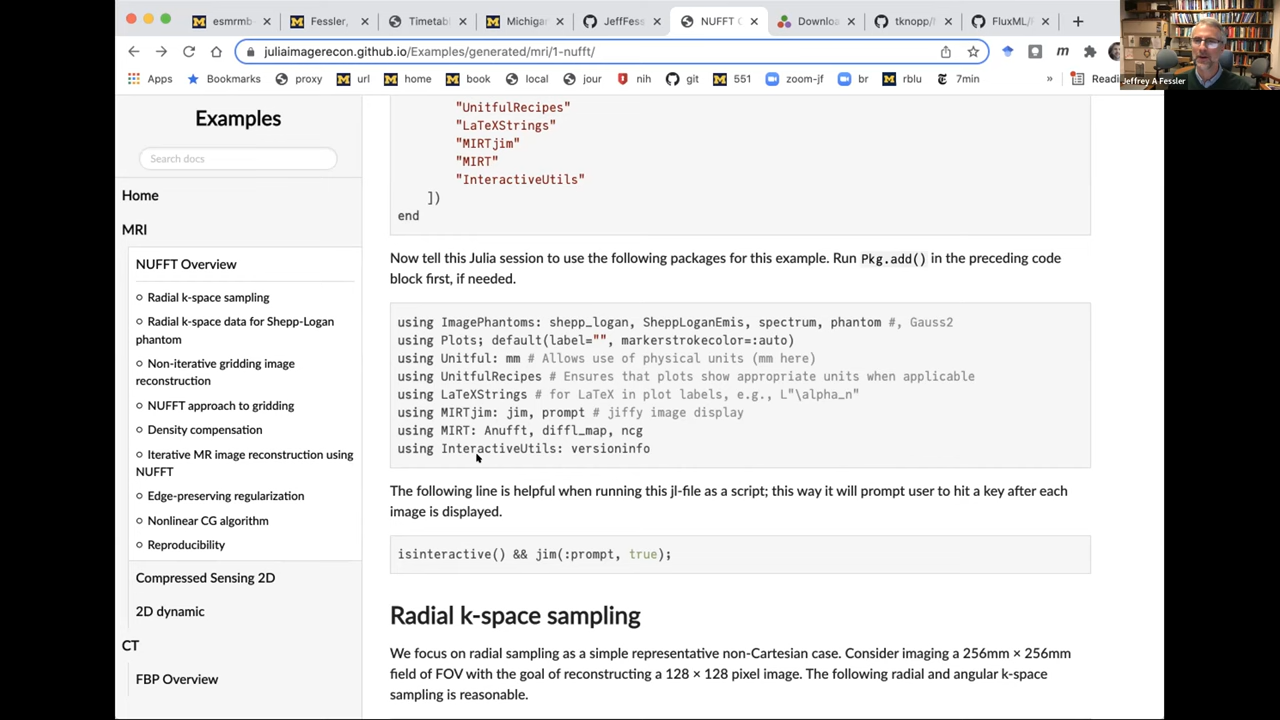 esmrmb-
Fessler,
Timetab
Michigan
JeffFess
NUFFT O
Downloa
tknopp/
FluxML/
juliaimagerecon.github.io/Examples/generated/mri/1-nufft/
Apps
Bookmarks
proxy
url
home
book
local
jour
nih
git
551
zoom-jf
br
rblu
7min
»
Readi
Jeffrey A Fessler
Examples
Search docs
Home
MRI
NUFFT Overview
Radial k-space sampling
Radial k-space data for Shepp-Logan
phantom
Non-iterative gridding image
reconstruction
NUFFT approach to gridding
Density compensation
Iterative MR image reconstruction using
NUFFT
Edge-preserving regularization
Nonlinear CG algorithm
Reproducibility
Compressed Sensing 2D
2D dynamic
CT
FBP Overview
"UnitfulRecipes"
"LaTeXStrings"
"MIRTjim"
"MIRT"
"InteractiveUtils"
])
end
Now tell this Julia session to use the following packages for this example. Run Pkg.add() in the preceding code
block first, if needed.
using ImagePhantoms: shepp_logan, SheppLoganEmis, spectrum, phantom #, Gauss2
using Plots; default(label="", markerstrokecolor=:auto)
using Unitful: mm # Allows use of physical units (mm here)
using UnitfulRecipes # Ensures that plots show appropriate units when applicable
using LaTeXStrings # for LaTeX in plot labels, e.g., L"\alpha_n"
using MIRTjim: jim, prompt # jiffy image display
using MIRT: Anufft, diffl_map, ncg
using InteractiveUtils: versioninfo
The following line is helpful when running this jl-file as a script; this way it will prompt user to hit a key after each
image is displayed.
isinteractive() && jim(:prompt, true);
Radial k-space sampling
We focus on radial sampling as a simple representative non-Cartesian case. Consider imaging a 256mm × 256mm
field of FOV with the goal of reconstructing a 128 × 128 pixel image. The following radial and angular k-space
sampling is reasonable.